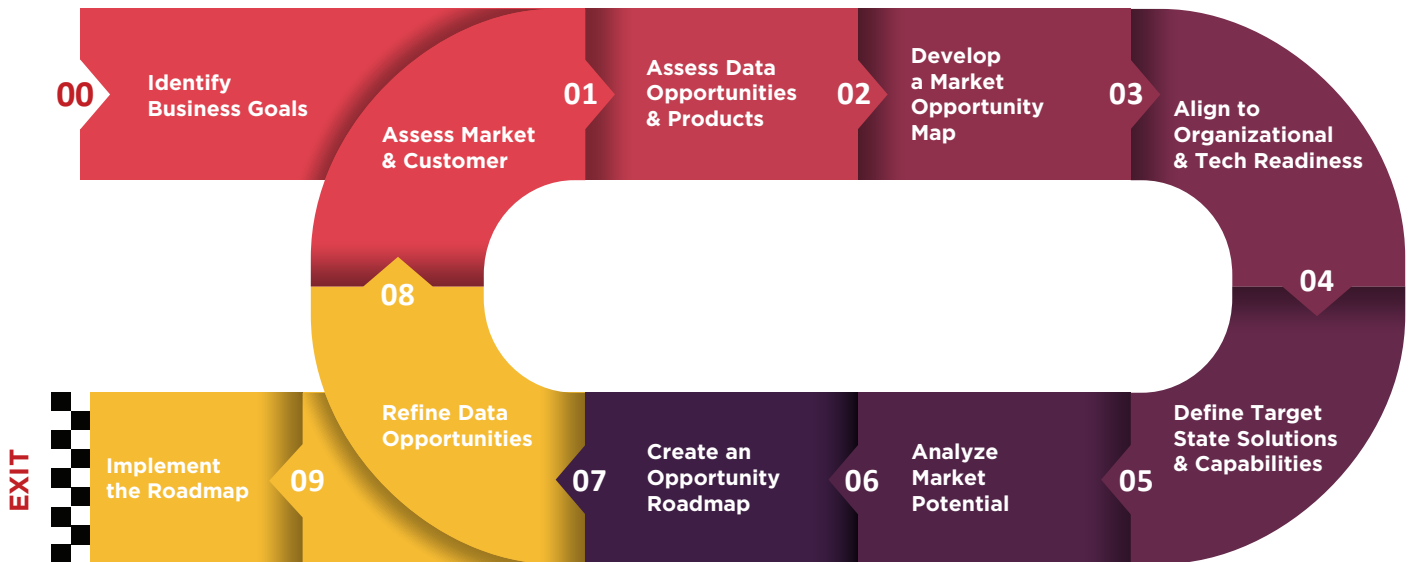 00
Identify
Business Goals
Assess Market
& Customer
01
Assess Data
Opportunities
& Products
02
Develop
a Market
Opportunity
Map
03
Align to
Organizational
& Tech Readiness
04
Define Target
State Solutions
& Capabilities
05
Analyze
Market
Potential
06
Create an
Opportunity
Roadmap
07
Refine Data
Opportunities
08
09
Implement
the Roadmap
EXIT